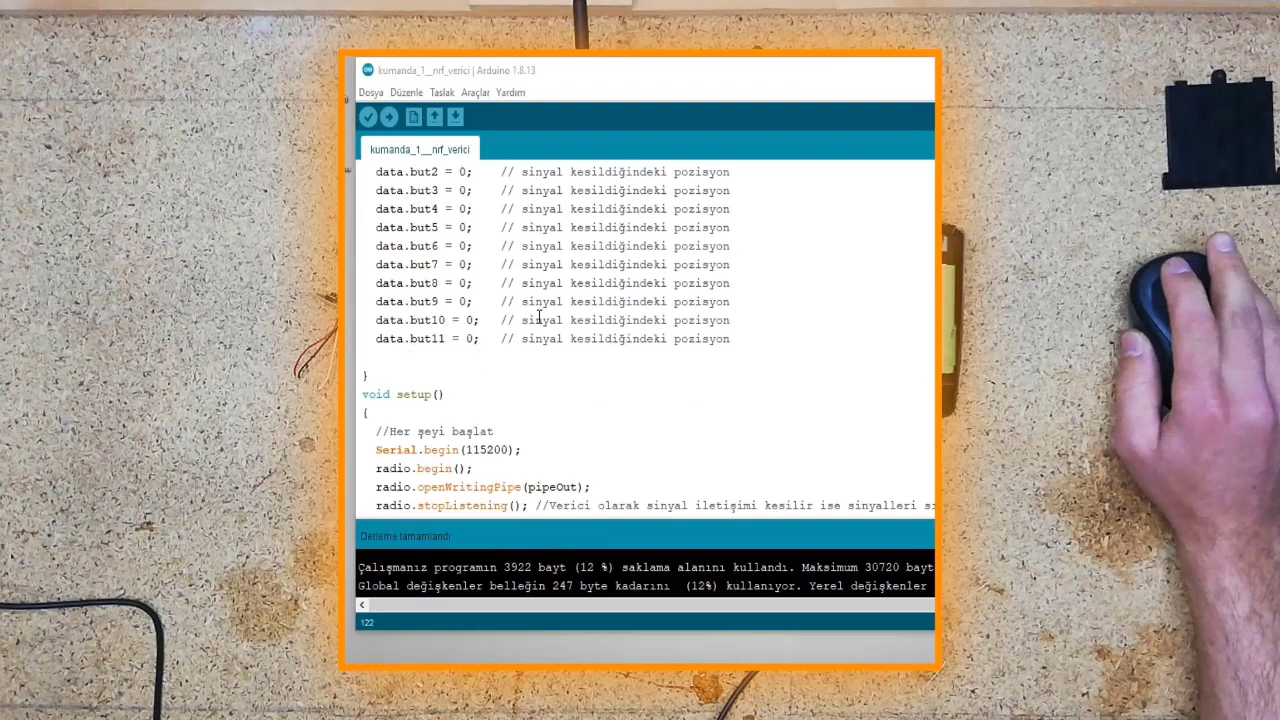 kumanda_1__nrf_verici | Arduino 1.8.13
Dosya Düzenle Taslak Araçlar Yardım
kumanda_1__nrf_verici
data.but2 = 0; // sinyal kesildiğindeki pozisyon
data.but3 = 0; // sinyal kesildiğindeki pozisyon
data.but4 = 0; // sinyal kesildiğindeki pozisyon
data.but5 = 0; // sinyal kesildiğindeki pozisyon
data.but6 = 0; // sinyal kesildiğindeki pozisyon
data.but7 = 0; // sinyal kesildiğindeki pozisyon
data.but8 = 0; // sinyal kesildiğindeki pozisyon
data.but9 = 0; // sinyal kesildiğindeki pozisyon
data.but10 = 0; // sinyal kesildiğindeki pozisyon
data.but11 = 0; // sinyal kesildiğindeki pozisyon
}
void setup()
{
//Her şeyi başlat
Serial.begin(115200);
radio.begin();
radio.openWritingPipe(pipeOut);
radio.stopListening(); //Verici olarak sinyal iletişimi kesilir ise sinyalleri
Derleme tamamlandı
Çalışmanız programın 3922 bayt (12 %) saklama alanını kullandı. Maksimum 30720 bayt
Global değişkenler belleğin 247 byte kadarını (12%) kullanıyor. Yerel değişkenler
122